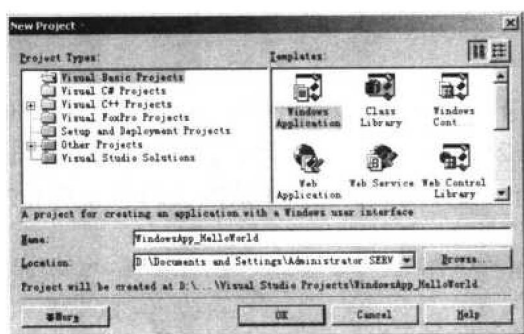 New Project
Project Types:
Templates:
Visual Basic Projects
Visual C# Projects
Visual C++ Projects
Visual FoxPro Projects
Setup and Deployment Projects
Other Projects
Visual Studio Solutions
Windows Application
Class Library
Windows Cont...
Web Application
Web Service
Web Control Library
A project for creating an application with a Windows user interface
Name:
WindowsApp_HelloWorld
Location:
D:\Documents and Settings\Administrator SERV
Browse...
Project will be created at D:\...\Visual Studio Projects\WindowsApp_HelloWorld.
More
OK
Cancel
Help